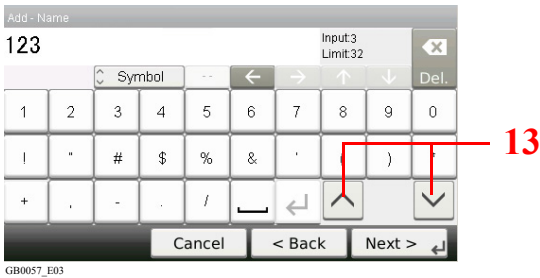 Add - Name
123
Input:3
Limit:32
Symbol
- -
← → ↑ ↓ Del.
1 2 3 4 5 6 7 8 9 0
! " # $ % & ' ( ) *
13
+ , - . /
Cancel < Back Next >
GB0057_E03